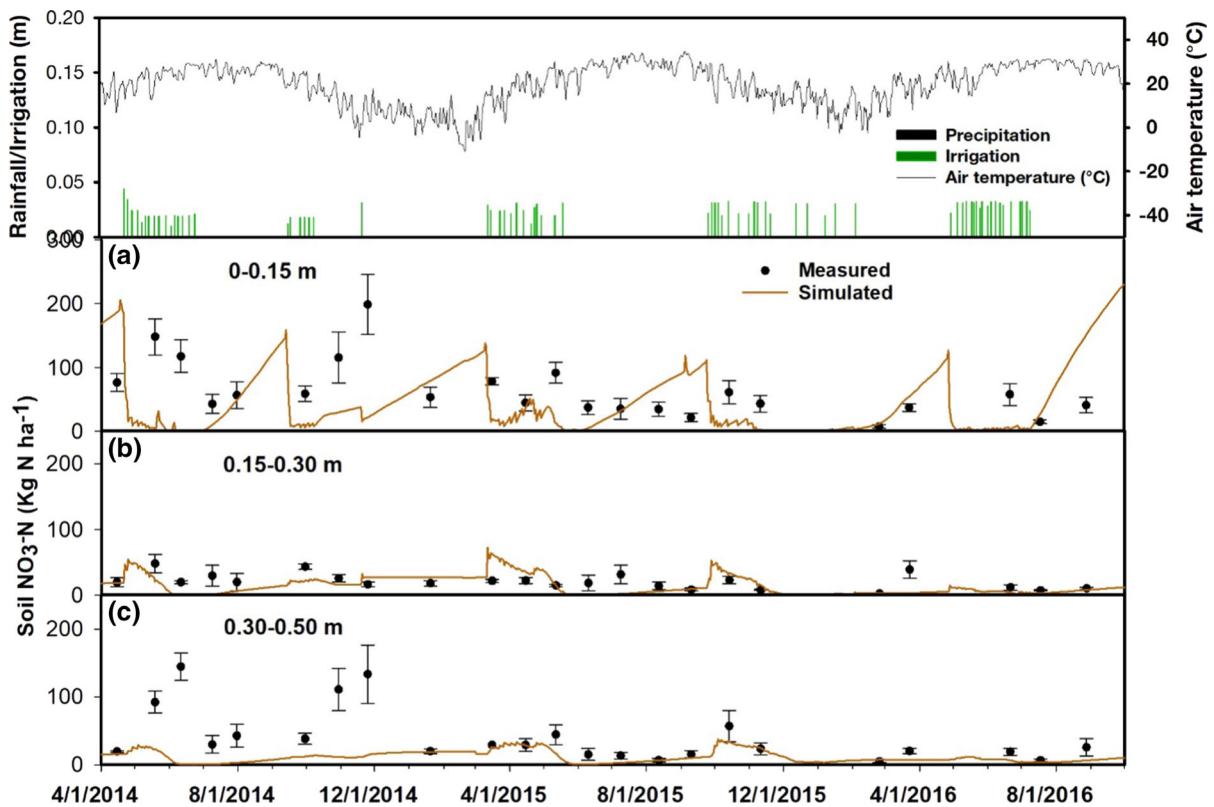 0.20
0.15
0.10
0.05
0.00
Rainfall/Irrigation (m)
40
20
0
-20
-40
Air temperature (°C)
Precipitation
Irrigation
Air temperature (°C)
300
200
100
0
(a)
0-0.15 m
Measured
Simulated
200
100
0
(b)
0.15-0.30 m
200
100
0
(c)
0.30-0.50 m
Soil NO3-N (Kg N ha-1)
4/1/2014 8/1/2014 12/1/2014 4/1/2015 8/1/2015 12/1/2015 4/1/2016 8/1/2016